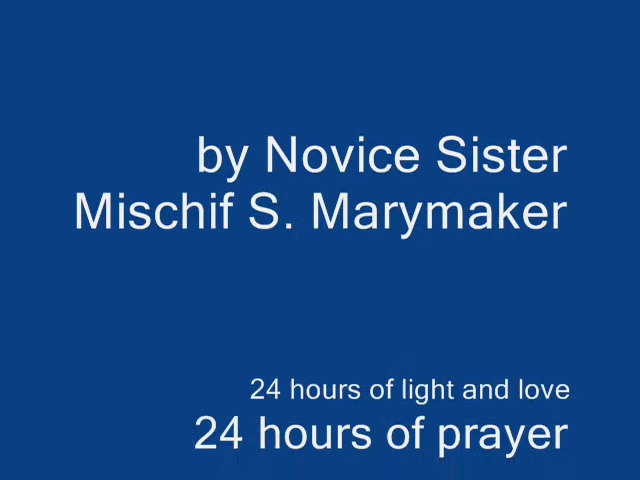 by Novice Sister
Mischif S. Marymaker
24 hours of light and love
24 hours of prayer